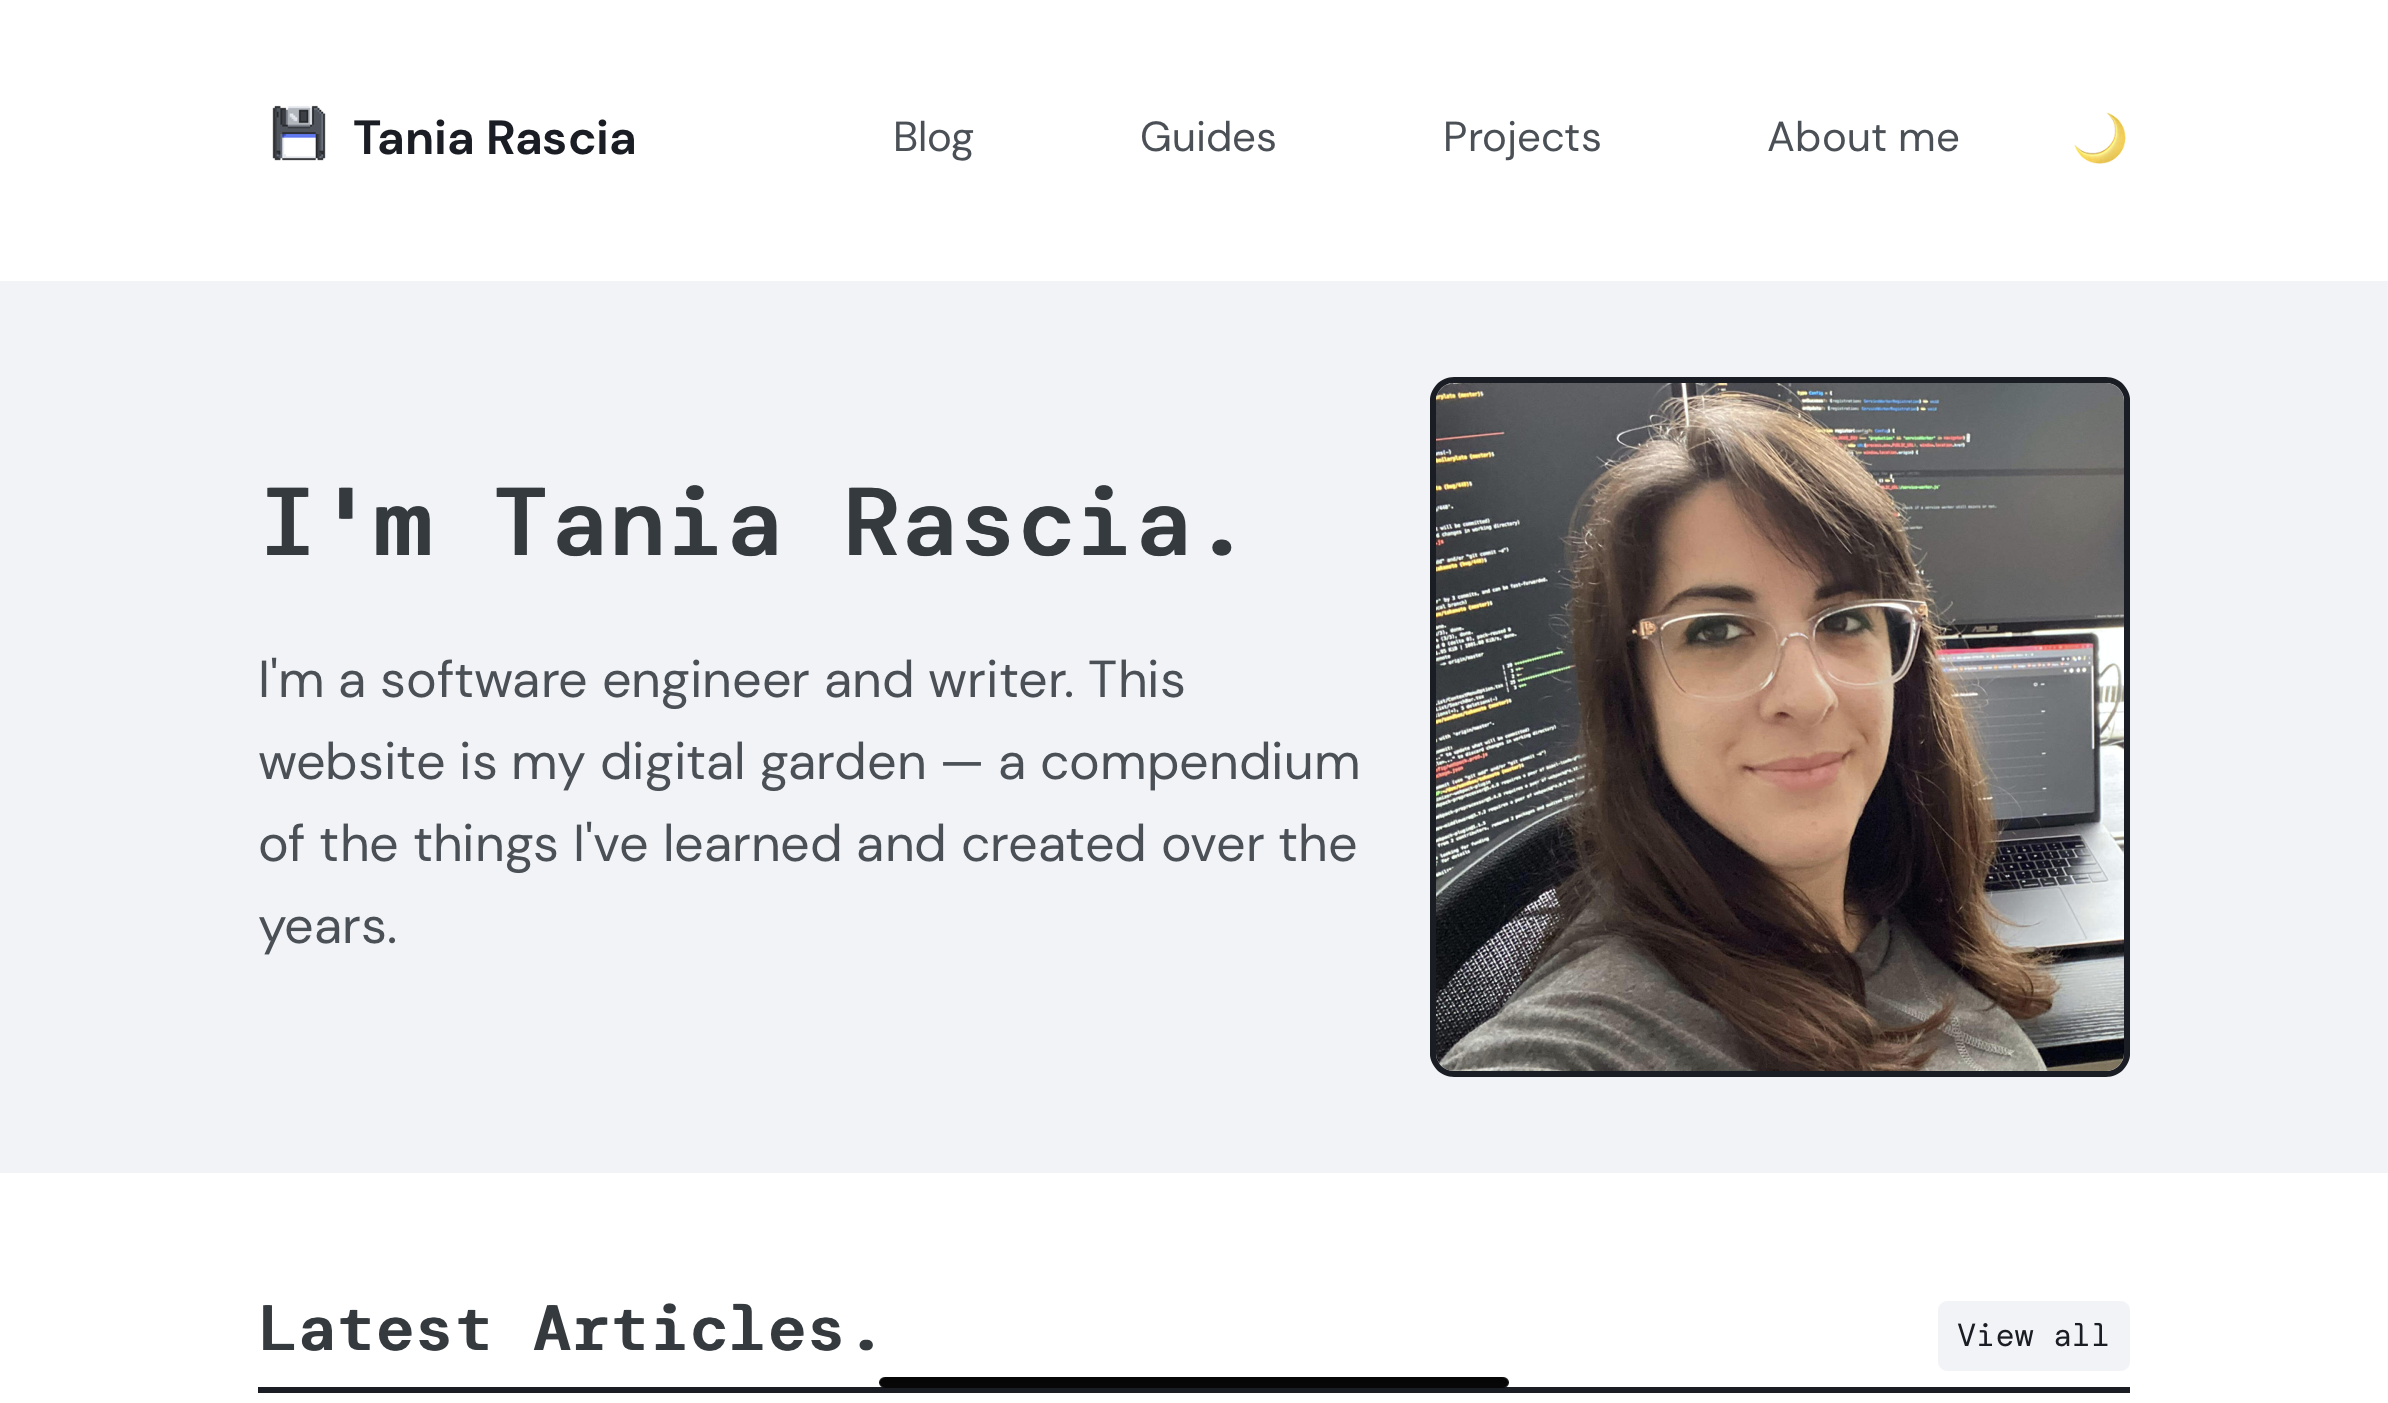 Tania Rascia
Blog
Guides
Projects
About me
I'm Tania Rascia.
I'm a software engineer and writer. This
website is my digital garden — a compendium
of the things I've learned and created over the
years.
Latest Articles.
View all